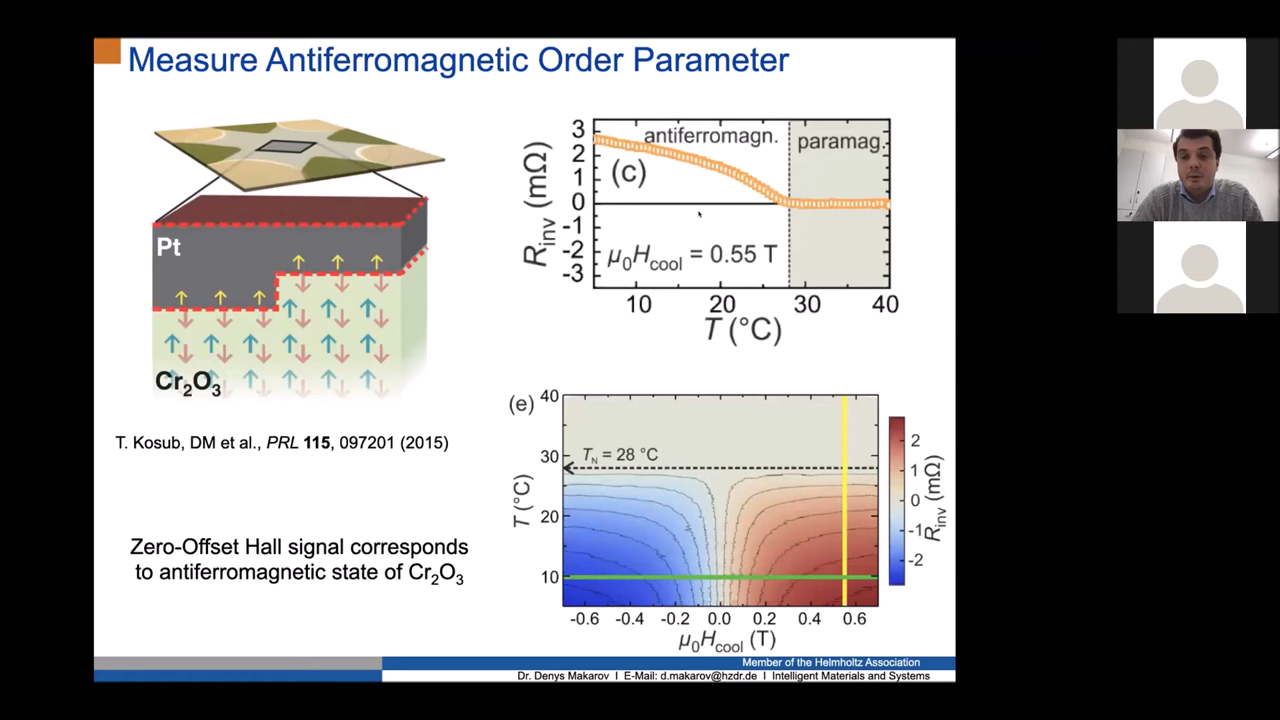 Measure Antiferromagnetic Order Parameter
Pt
Cr2O3
T. Kosub, DM et al., PRL 115, 097201 (2015)
Zero-Offset Hall signal corresponds
to antiferromagnetic state of Cr2O3
3
2
1
0
-1
-2
-3
Rinv (mΩ)
antiferromagn.
paramag.
(c)
μ0Hcool = 0.55 T
10
20
30
40
T (°C)
(e)
40
30
20
10
T (°C)
TN = 28 °C
-0.6
-0.4
-0.2
0.0
0.2
0.4
0.6
μ0Hcool (T)
2
1
0
-1
-2
Rinv (mΩ)
Member of the Helmholtz Association
Dr. Denys Makarov I E-Mail: d.makarov@hzdr.de I Intelligent Materials and Systems